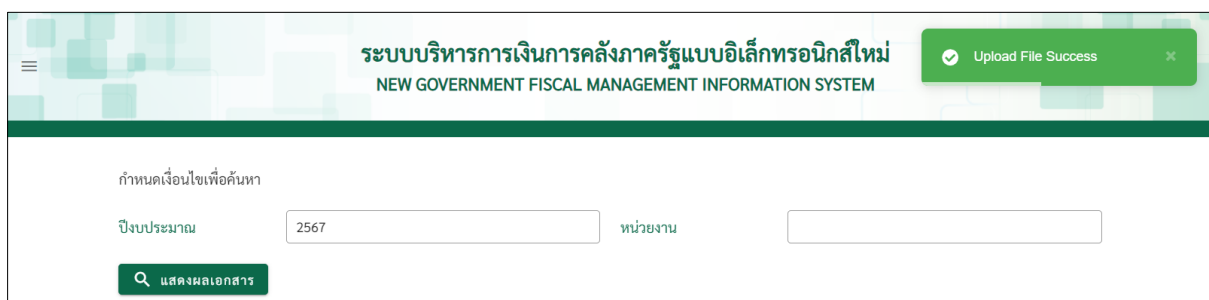 ระบบบริหารการเงินการคลังภาครัฐแบบอิเล็กทรอนิกส์ใหม่
NEW GOVERNMENT FISCAL MANAGEMENT INFORMATION SYSTEM
Upload File Success
กำหนดเงื่อนไขเพื่อค้นหา
ปีงบประมาณ 2567 หน่วยงาน
แสดงผลเอกสาร